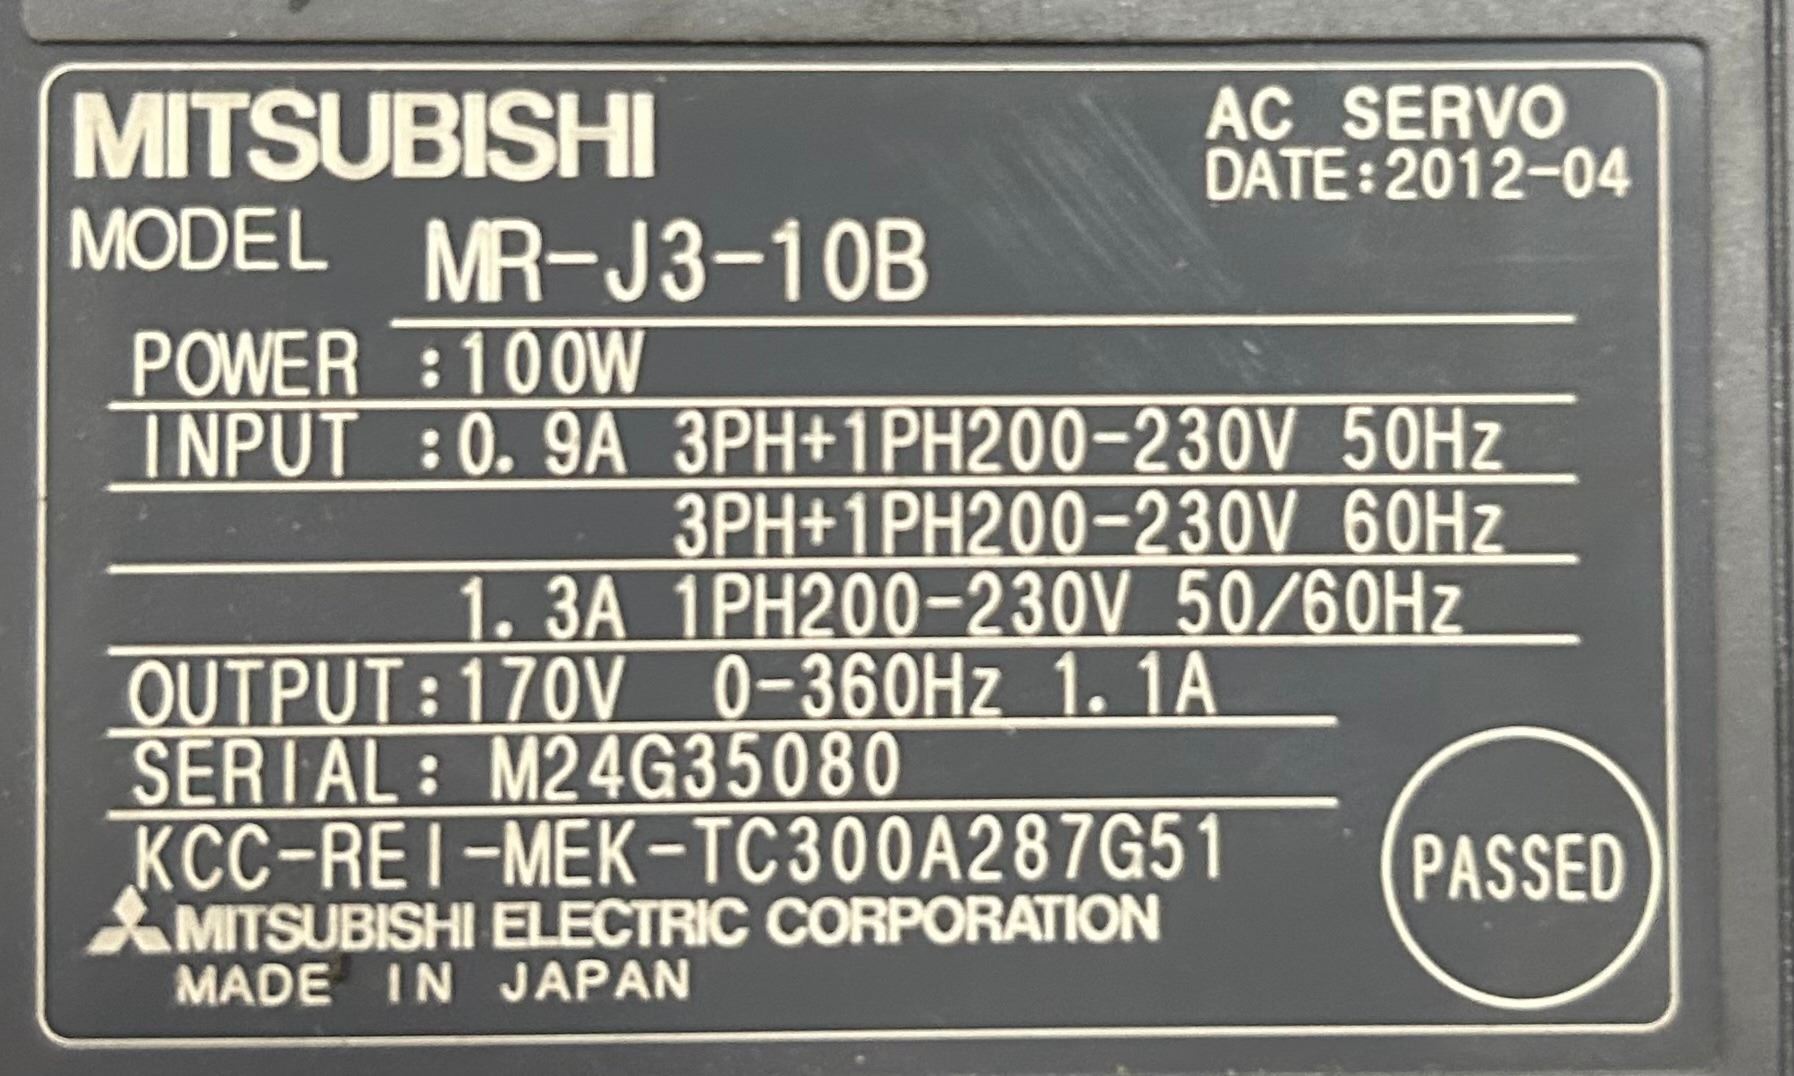 MITSUBISHI
AC SERVO
DATE:2012-04
MODEL MR-J3-10B
POWER :100W
INPUT :0.9A 3PH+1PH200-230V 50Hz
3PH+1PH200-230V 60Hz
1.3A 1PH200-230V 50/60Hz
OUTPUT:170V 0-360Hz 1.1A
SERIAL: M24G35080
KCC-REI-MEK-TC300A287G51
PASSED
MITSUBISHI ELECTRIC CORPORATION
MADE IN JAPAN